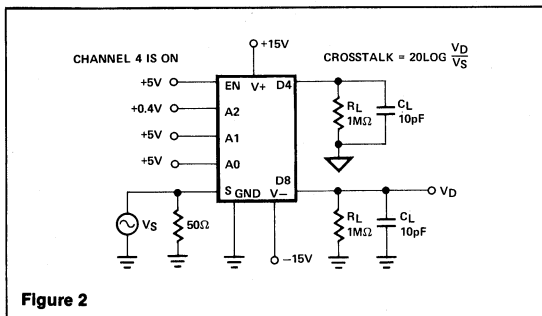 CHANNEL 4 IS ON
+15V
CROSSTALK = 20LOG VD/VS
+5V
EN
V+
D4
+0.4V
A2
RL
1MΩ
CL
10pF
+5V
A1
+5V
A0
D8
S
GND
V−
VD
VS
50Ω
RL
1MΩ
CL
10pF
−15V
Figure 2